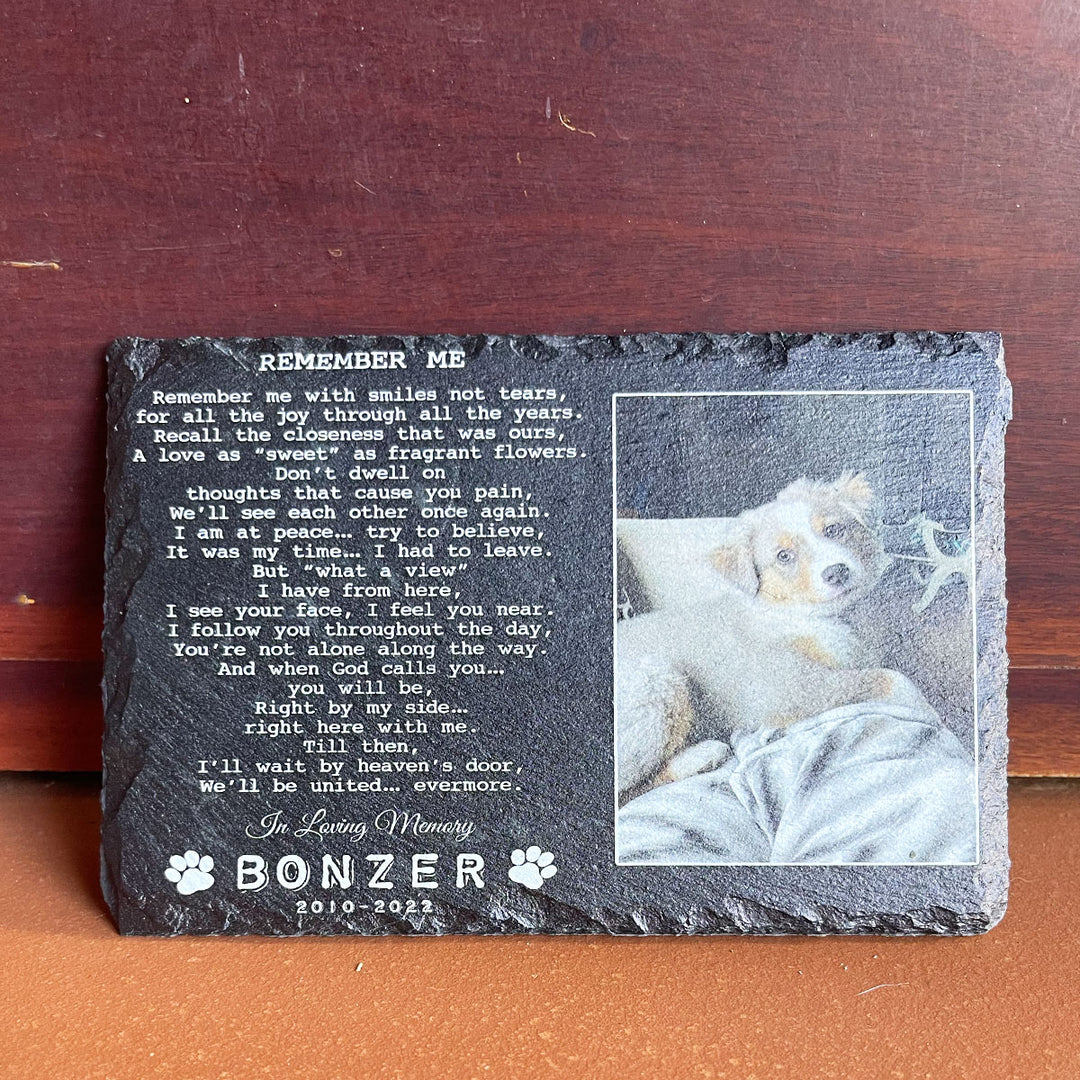 REMEMBER ME
Remember me with smiles not tears,
for all the joy through all the years.
Recall the closeness that was ours,
A love as “sweet” as fragrant flowers.
Don’t dwell on
thoughts that cause you pain,
We’ll see each other once again.
I am at peace… try to believe,
It was my time… I had to leave.
But “what a view”
I have from here,
I see your face, I feel you near.
I follow you throughout the day,
You’re not alone along the way.
And when God calls you…
you will be,
Right by my side…
right here with me.
Till then,
I’ll wait by heaven’s door,
We’ll be united… evermore.
In Loving Memory
BONZER
2010-2022